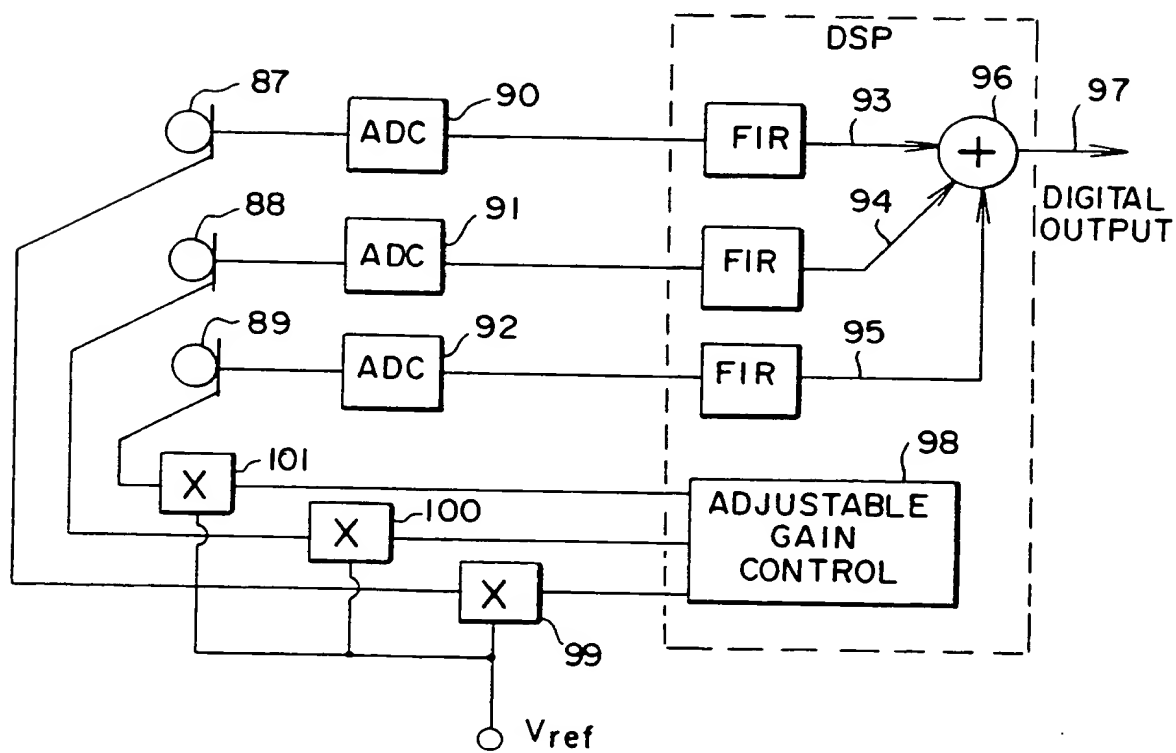 DSP
87
90
93
96
97
ADC
FIR
+
88
91
94
DIGITAL
OUTPUT
ADC
FIR
89
92
95
ADC
FIR
101
98
X
100
ADJUSTABLE
GAIN
CONTROL
X
X
99
Vref